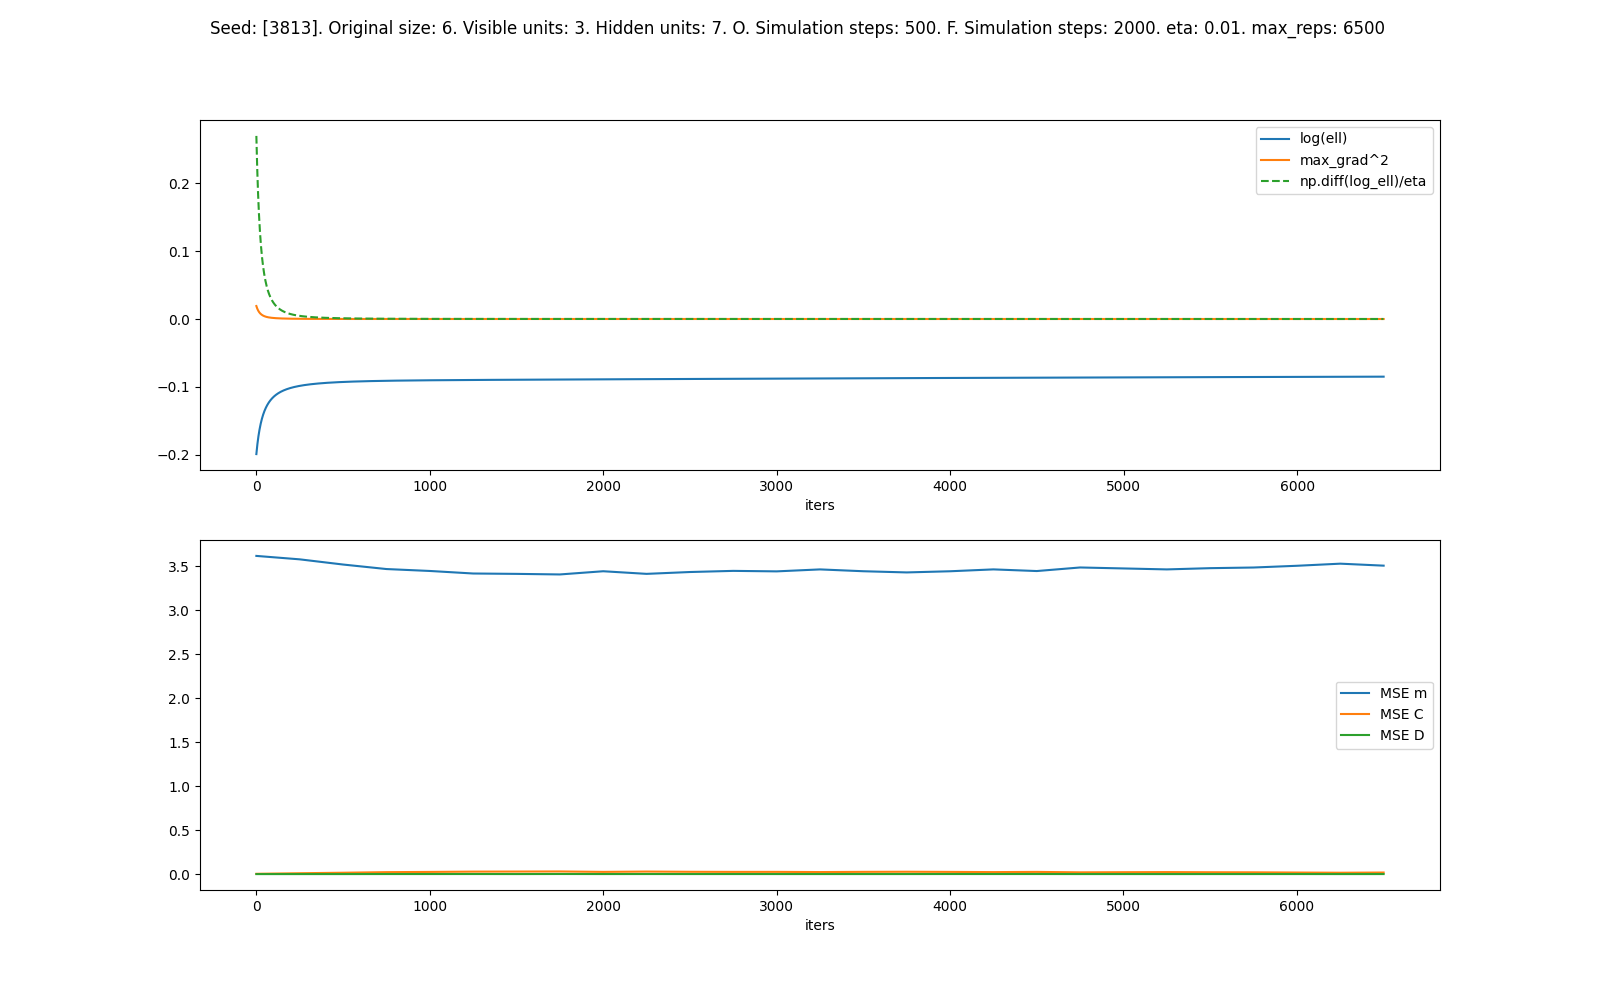 Seed: [3813]. Original size: 6. Visible units: 3. Hidden units: 7. O. Simulation steps: 500. F. Simulation steps: 2000. eta: 0.01. max_reps: 6500
log(ell)
max_grad^2
np.diff(log_ell)/eta
0.2
0.1
0.0
−0.1
−0.2
0 1000 2000 3000 4000 5000 6000
iters
3.5
3.0
2.5
2.0
1.5
1.0
0.5
0.0
MSE m
MSE C
MSE D
0 1000 2000 3000 4000 5000 6000
iters